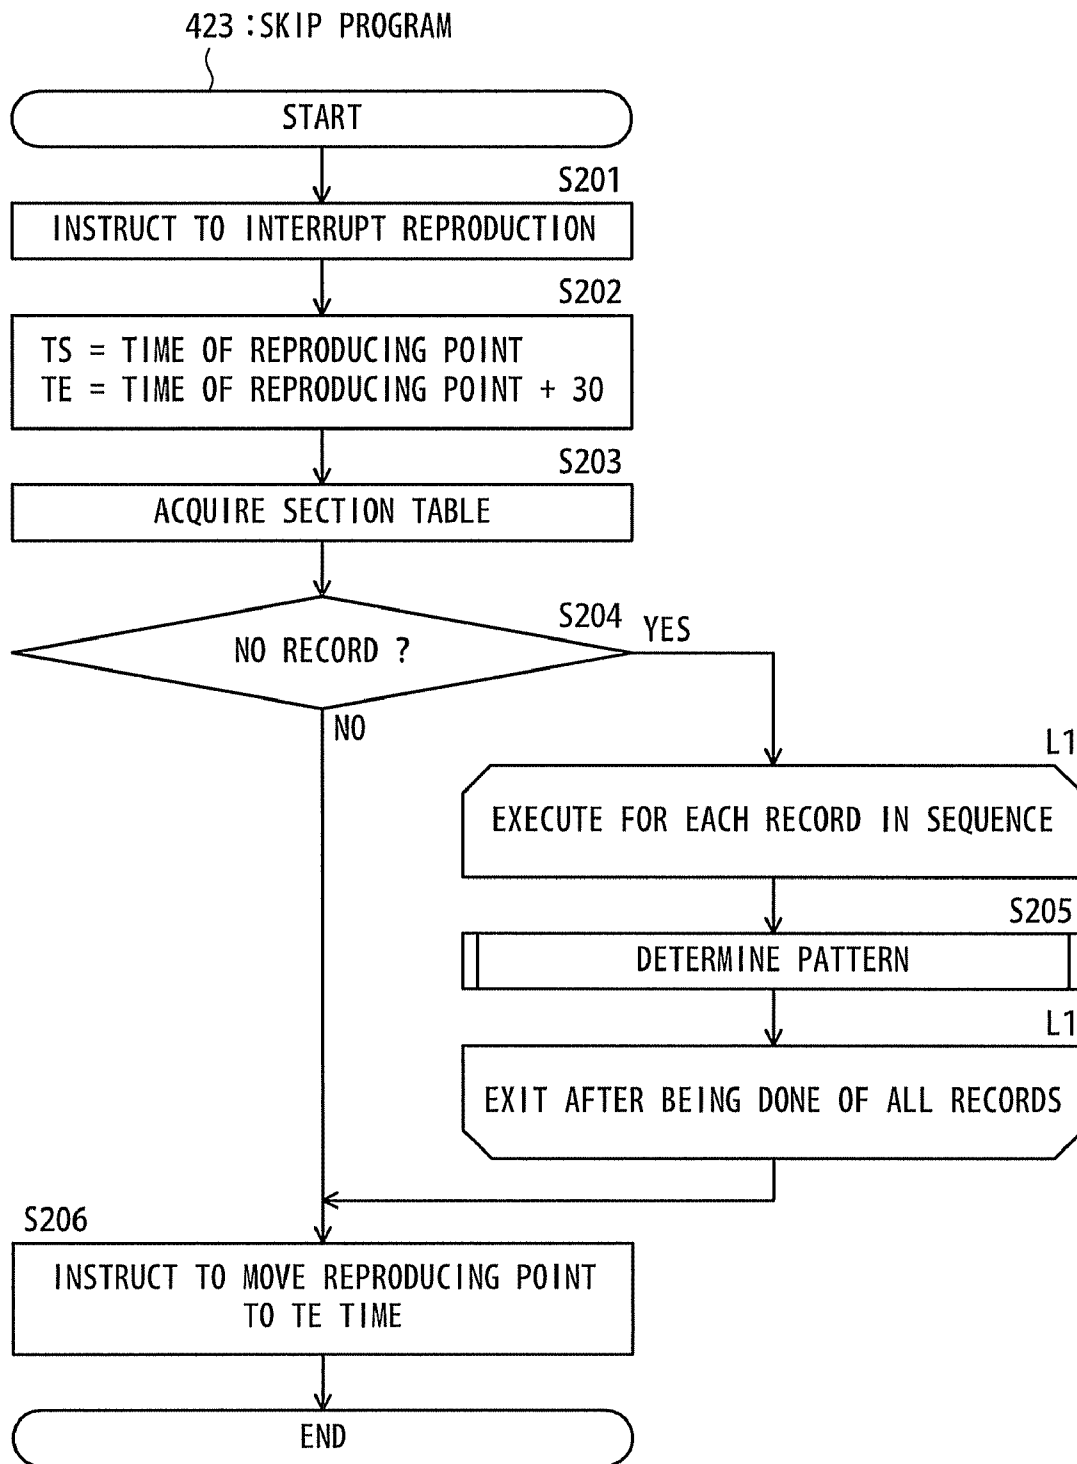 423 : SKIP PROGRAM
START
S201
INSTRUCT TO INTERRUPT REPRODUCTION
S202
TS = TIME OF REPRODUCING POINT
TE = TIME OF REPRODUCING POINT + 30
S203
ACQUIRE SECTION TABLE
S204
NO RECORD ?
YES
NO
L1
EXECUTE FOR EACH RECORD IN SEQUENCE
S205
DETERMINE PATTERN
L1
EXIT AFTER BEING DONE OF ALL RECORDS
S206
INSTRUCT TO MOVE REPRODUCING POINT
TO TE TIME
END